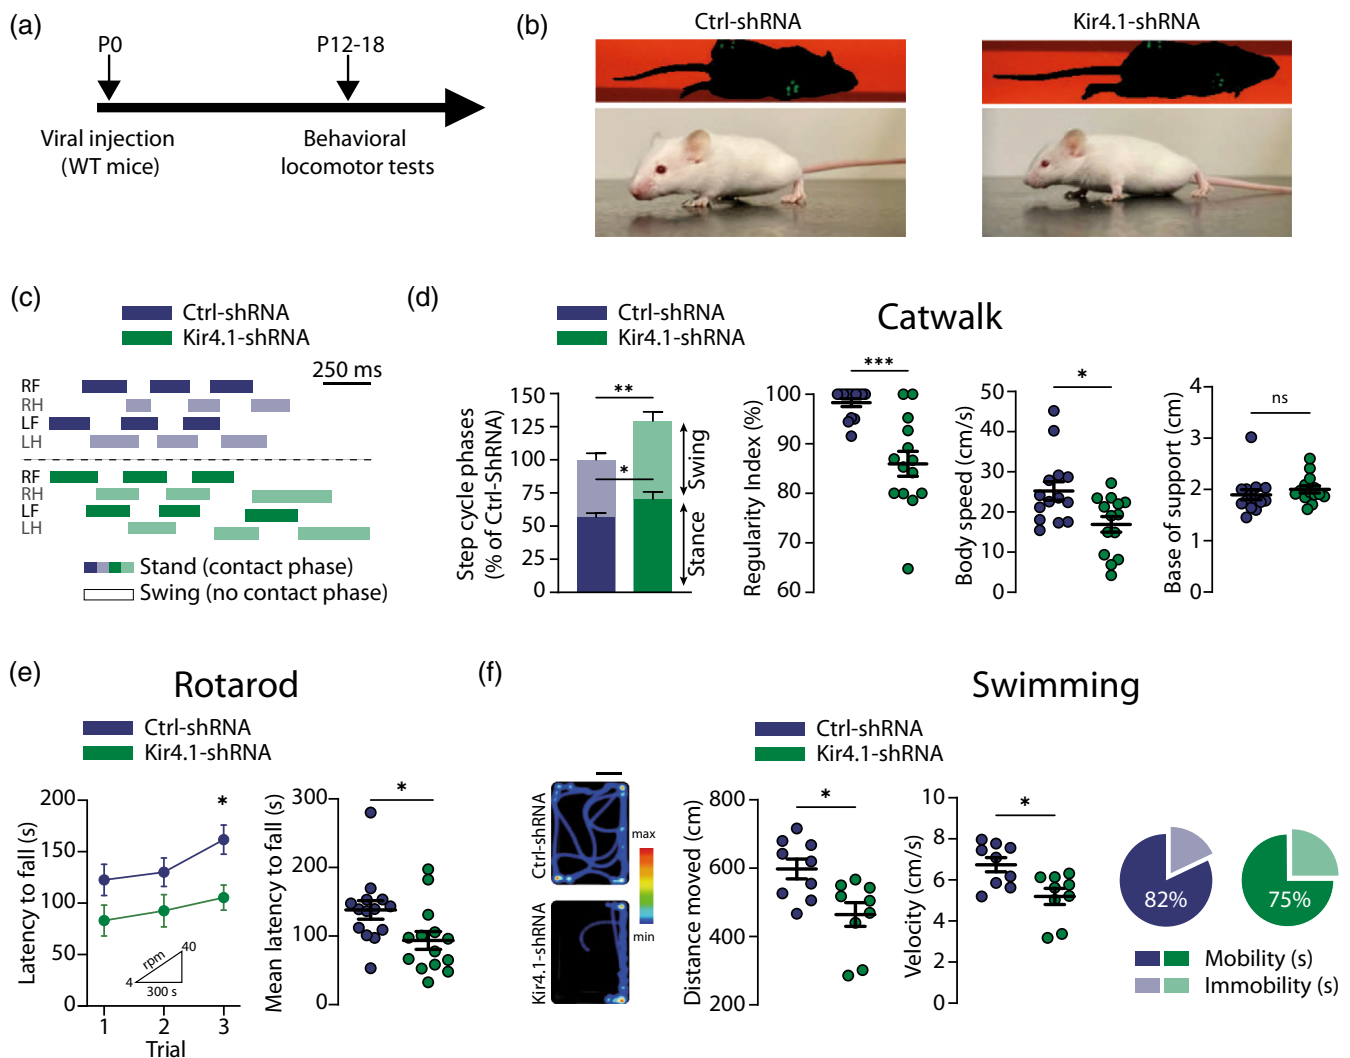 (a)
P0
P12-18
Viral injection
(WT mice)
Behavioral
locomotor tests
(b)
Ctrl-shRNA
Kir4.1-shRNA
(c)
Ctrl-shRNA
Kir4.1-shRNA
250 ms
RF
RH
LF
LH
RF
RH
LF
LH
Stand (contact phase)
Swing (no contact phase)
(d)
Ctrl-shRNA
Kir4.1-shRNA
Catwalk
Step cycle phases
(% of Ctrl-ShRNA)
150
125
100
75
50
25
0
**
*
Swing
Stance
Regularity Index (%)
100
90
80
70
60
***
Body speed (cm/s)
50
40
30
20
10
0
*
Base of support (cm)
4
3
2
1
0
ns
(e)
Rotarod
Ctrl-shRNA
Kir4.1-shRNA
Latency to fall (s)
200
150
100
50
0
*
rpm
4
40
300 s
1 2 3
Trial
Mean latency to fall (s)
300
200
100
0
*
(f)
Swimming
Ctrl-shRNA
Kir4.1-shRNA
Ctrl-shRNA
Kir4.1-shRNA
max
min
Distance moved (cm)
800
600
400
200
*
Velocity (cm/s)
10
8
6
4
2
0
*
82%
75%
Mobility (s)
Immobility (s)